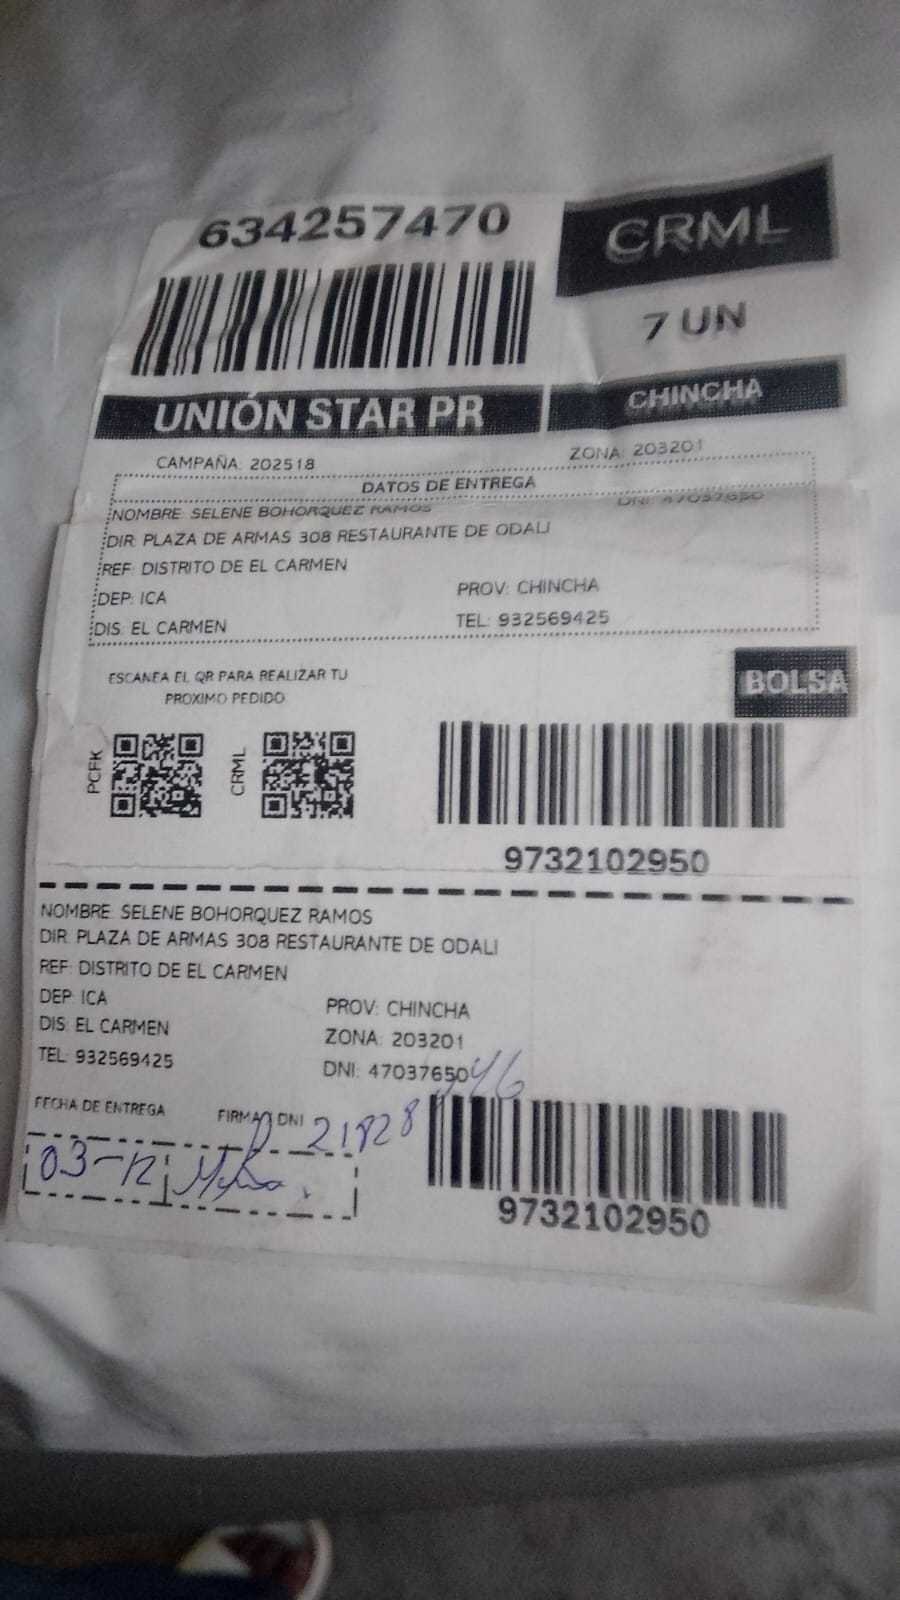 634257470
CRML
7 UN
UNIÓN STAR PR
CHINCHA
CAMPAÑA: 202518
ZONA: 203201
DATOS DE ENTREGA
NOMBRE: SELENE BOHORQUEZ RAMOS
DNI: 47037650
DIR: PLAZA DE ARMAS 308 RESTAURANTE DE ODALI
REF: DISTRITO DE EL CARMEN
DEP: ICA
PROV: CHINCHA
DIS: EL CARMEN
TEL: 932569425
ESCANEA EL QR PARA REALIZAR TU
PROXIMO PEDIDO
BOLSA
PCFK
CRML
9732102950
NOMBRE: SELENE BOHORQUEZ RAMOS
DIR: PLAZA DE ARMAS 308 RESTAURANTE DE ODALI
REF: DISTRITO DE EL CARMEN
DEP: ICA
PROV: CHINCHA
DIS: EL CARMEN
ZONA: 203201
TEL: 932569425
DNI: 47037650
FECHA DE ENTREGA
FIRMA DNI
21828
03-12
9732102950